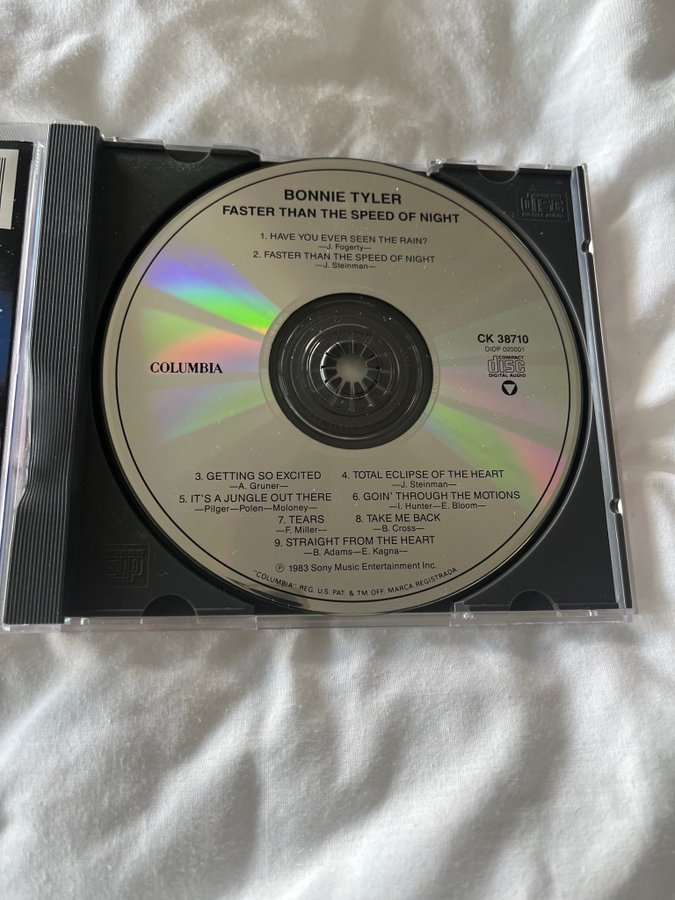 BONNIE TYLER
FASTER THAN THE SPEED OF NIGHT
1. HAVE YOU EVER SEEN THE RAIN?
—J. Fogerty—
2. FASTER THAN THE SPEED OF NIGHT
—J. Steinman—
COLUMBIA
CK 38710
DIDP 020001
COMPACT
disc
DIGITAL AUDIO
3. GETTING SO EXCITED
—A. Gruner—
4. TOTAL ECLIPSE OF THE HEART
—J. Steinman—
5. IT'S A JUNGLE OUT THERE
—Pilger—Polen—Moloney—
6. GOIN' THROUGH THE MOTIONS
—I. Hunter—E. Bloom—
7. TEARS
—F. Miller—
8. TAKE ME BACK
—B. Cross—
9. STRAIGHT FROM THE HEART
—B. Adams—E. Kagna—
Ⓟ 1983 Sony Music Entertainment Inc.
"COLUMBIA", REG. U.S. PAT. & TM OFF. MARCA REGISTRADA